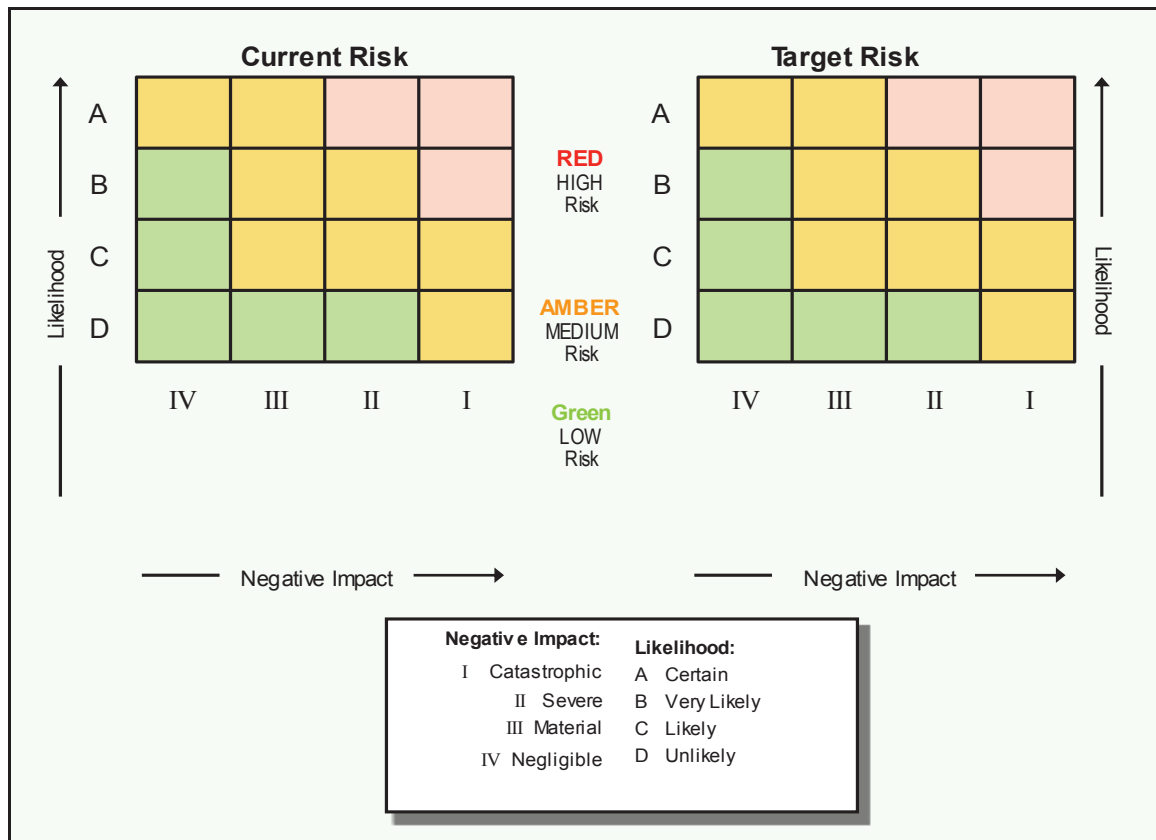 Current Risk
Target Risk
A
B
C
D
Likelihood
IV III II I
Negative Impact
RED
HIGH
Risk
AMBER
MEDIUM
Risk
Green
LOW
Risk
A
B
C
D
Likelihood
IV III II I
Negative Impact
Negative Impact:
I Catastrophic
II Severe
III Material
IV Negligible
Likelihood:
A Certain
B Very Likely
C Likely
D Unlikely